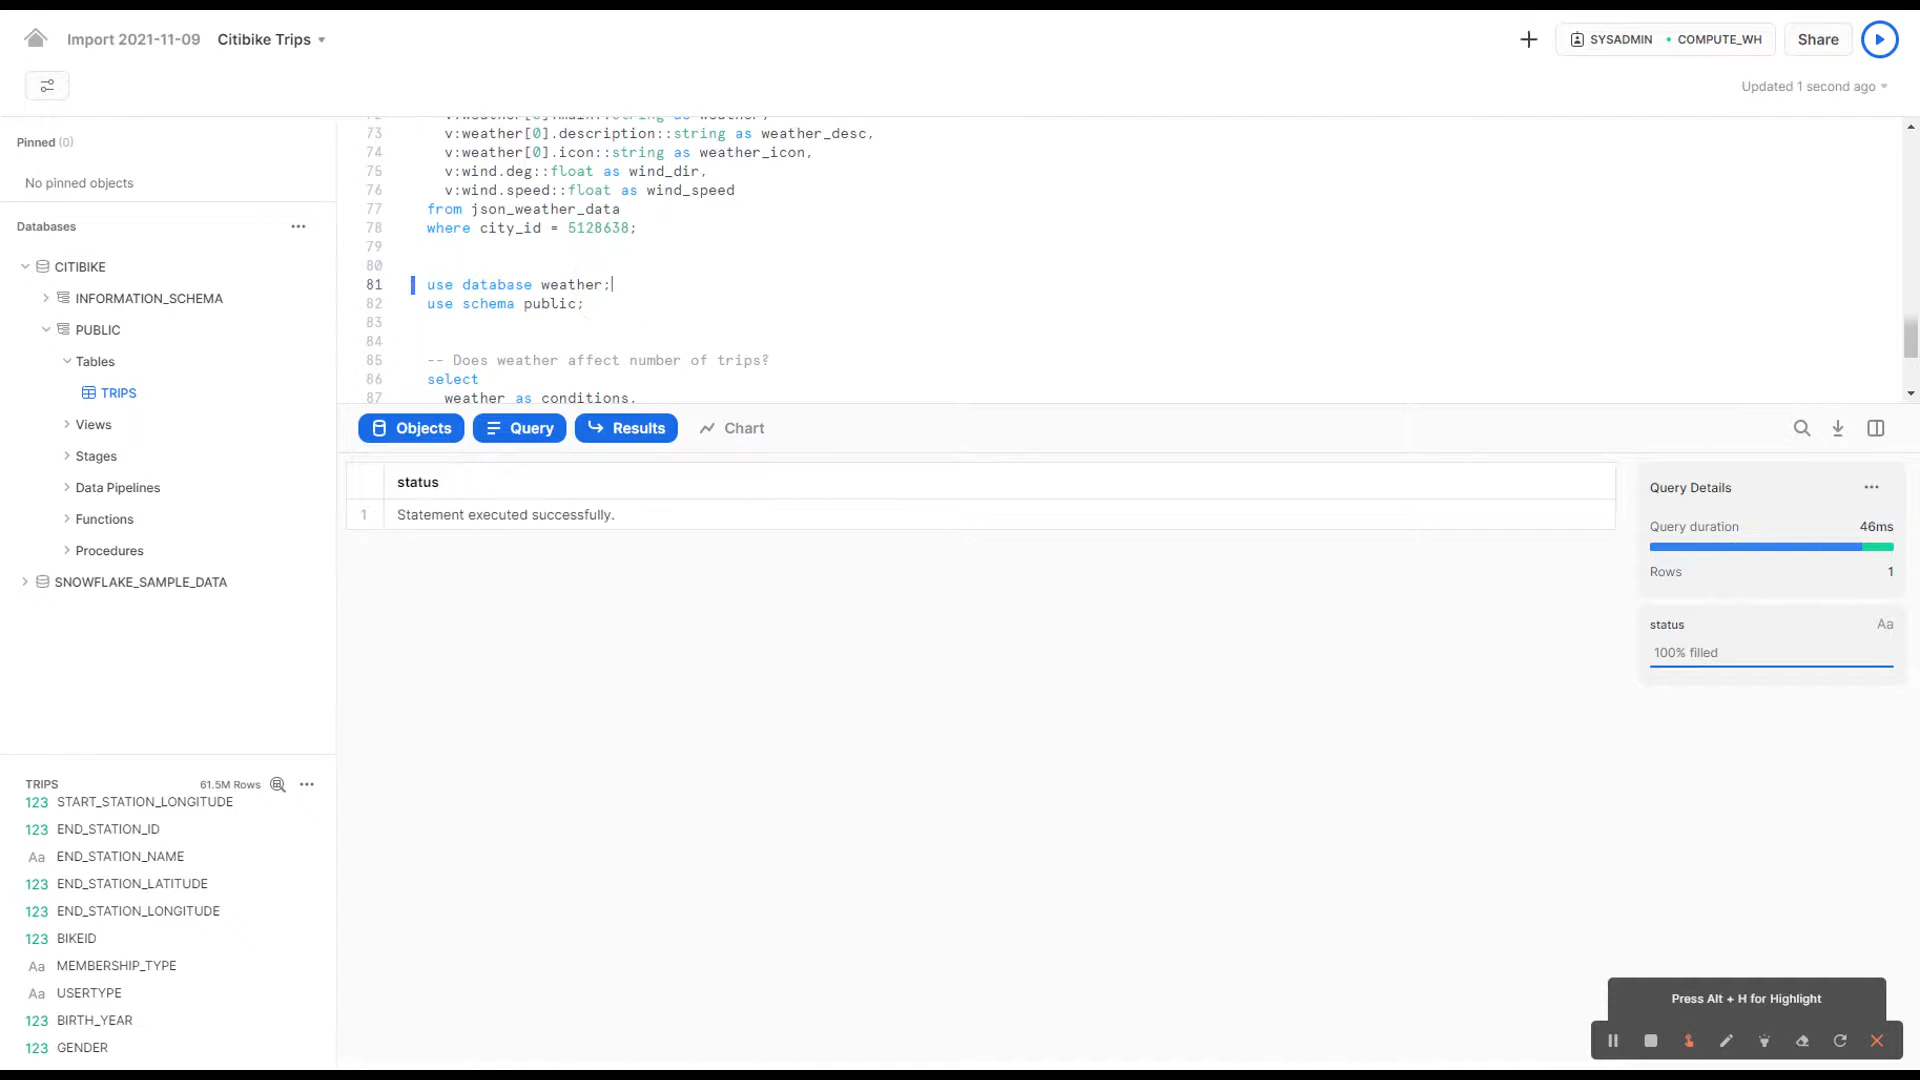 Import 2021-11-09
Citibike Trips
SYSADMIN • COMPUTE_WH
Share
Updated 1 second ago
Pinned (0)
No pinned objects
Databases
CITIBIKE
INFORMATION_SCHEMA
PUBLIC
Tables
TRIPS
Views
Stages
Data Pipelines
Functions
Procedures
SNOWFLAKE_SAMPLE_DATA
TRIPS
61.5M Rows
123 START_STATION_LONGITUDE
123 END_STATION_ID
Aa END_STATION_NAME
123 END_STATION_LATITUDE
123 END_STATION_LONGITUDE
123 BIKEID
Aa MEMBERSHIP_TYPE
Aa USERTYPE
123 BIRTH_YEAR
123 GENDER
73 v:weather[0].description::string as weather_desc,
74 v:weather[0].icon::string as weather_icon,
75 v:wind.deg::float as wind_dir,
76 v:wind.speed::float as wind_speed
77 from json_weather_data
78 where city_id = 5128638;
79
80
81 use database weather;
82 use schema public;
83
84
85 -- Does weather affect number of trips?
86 select
87 weather as conditions,
Objects
Query
Results
Chart
status
1 Statement executed successfully.
Query Details
Query duration 46ms
Rows 1
status Aa
100% filled
Press Alt + H for Highlight